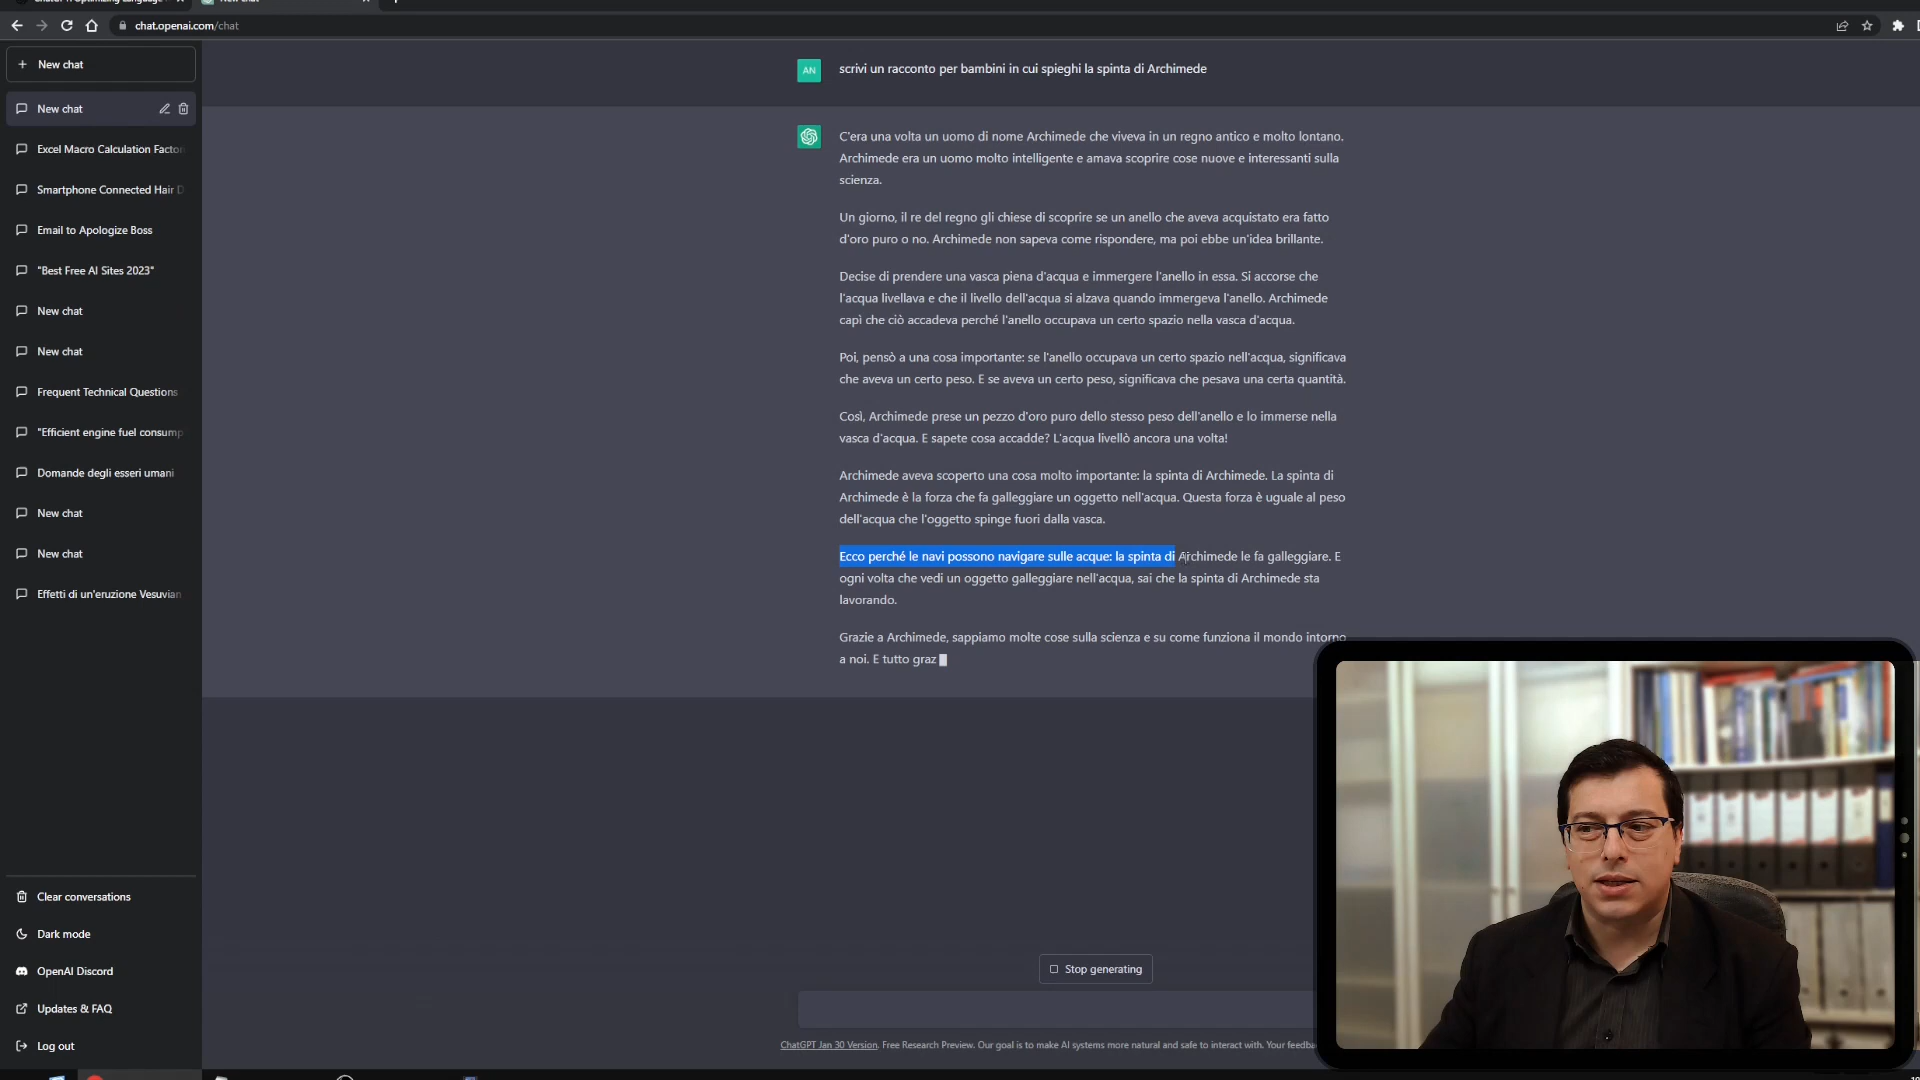 New chat
chat.openai.com/chat
New chat
New chat
Excel Macro Calculation Facto
Smartphone Connected Hair D
Email to Apologize Boss
"Best Free AI Sites 2023"
New chat
New chat
Frequent Technical Questions
"Efficient engine fuel consump
Domande degli esseri umani
New chat
New chat
Effetti di un'eruzione Vesuvian
Clear conversations
Dark mode
OpenAI Discord
Updates & FAQ
Log out
AN
scrivi un racconto per bambini in cui spieghi la spinta di Archimede
C'era una volta un uomo di nome Archimede che viveva in un regno antico e molto lontano.
Archimede era un uomo molto intelligente e amava scoprire cose nuove e interessanti sulla
scienza.
Un giorno, il re del regno gli chiese di scoprire se un anello che aveva acquistato era fatto
d'oro puro o no. Archimede non sapeva come rispondere, ma poi ebbe un'idea brillante.
Decise di prendere una vasca piena d'acqua e immergere l'anello in essa. Si accorse che
l'acqua livellava e che il livello dell'acqua si alzava quando immergeva l'anello. Archimede
capì che ciò accadeva perché l'anello occupava un certo spazio nella vasca d'acqua.
Poi, pensò a una cosa importante: se l'anello occupava un certo spazio nell'acqua, significava
che aveva un certo peso. E se aveva un certo peso, significava che pesava una certa quantità.
Così, Archimede prese un pezzo d'oro puro dello stesso peso dell'anello e lo immerse nella
vasca d'acqua. E sapete cosa accadde? L'acqua livellò ancora una volta!
Archimede aveva scoperto una cosa molto importante: la spinta di Archimede. La spinta di
Archimede è la forza che fa galleggiare un oggetto nell'acqua. Questa forza è uguale al peso
dell'acqua che l'oggetto spinge fuori dalla vasca.
Ecco perché le navi possono navigare sulle acque: la spinta di Archimede le fa galleggiare. E
ogni volta che vedi un oggetto galleggiare nell'acqua, sai che la spinta di Archimede sta
lavorando.
Grazie a Archimede, sappiamo molte cose sulla scienza e su come funziona il mondo intorno
a noi. E tutto graz
Stop generating
ChatGPT Jan 30 Version. Free Research Preview. Our goal is to make AI systems more natural and safe to interact with. Your feedba